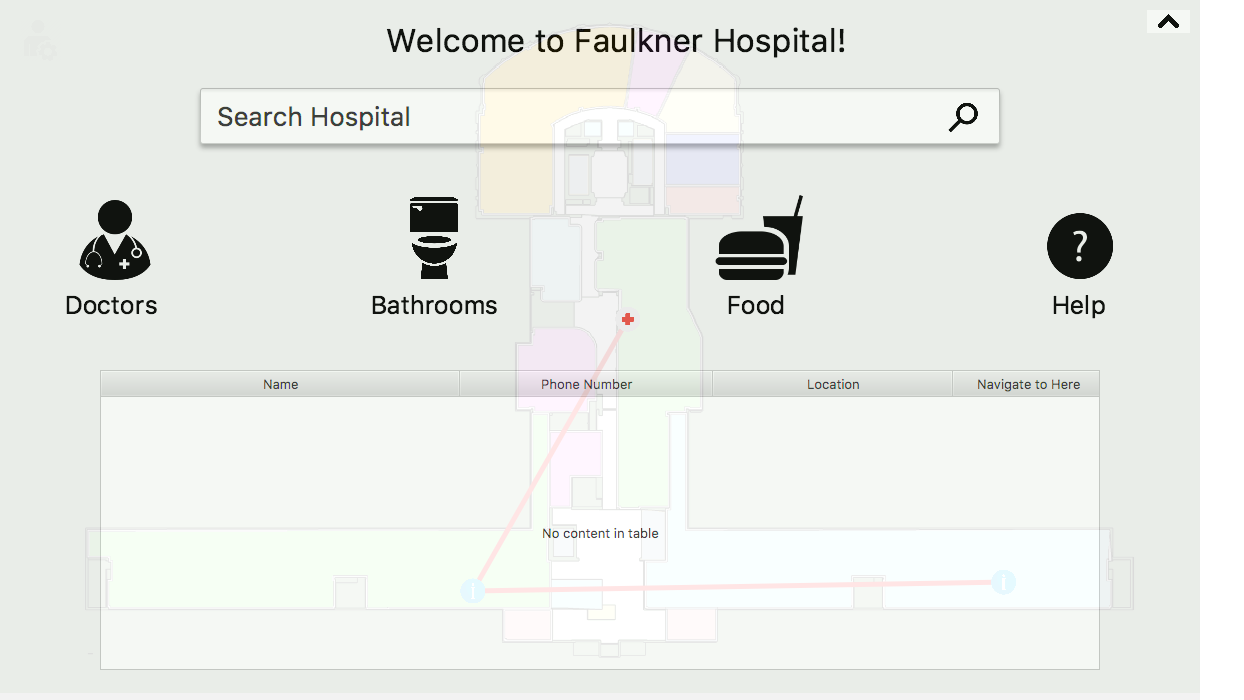 Welcome to Faulkner Hospital!
Search Hospital
Doctors
Bathrooms
Food
?
Help
Name
Phone Number
Location
Navigate to Here
No content in table